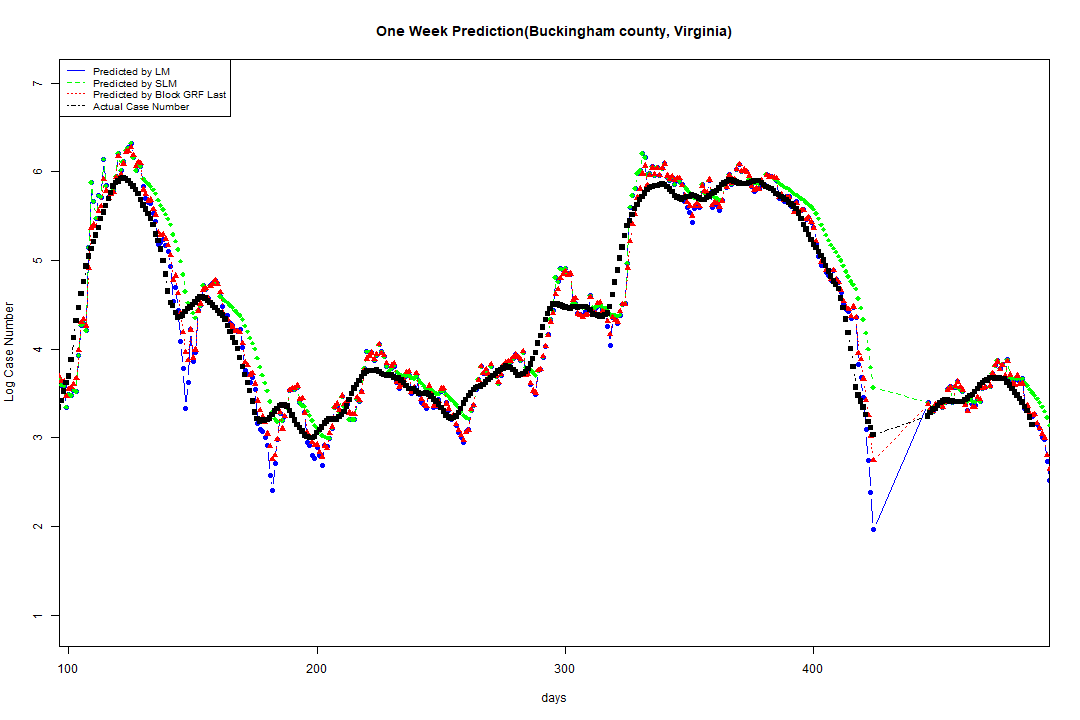 One Week Prediction(Buckingham county, Virginia)
Predicted by LM
Predicted by SLM
Predicted by Block GRF Last
Actual Case Number
7
6
5
4
3
2
1
Log Case Number
100 200 300 400
days